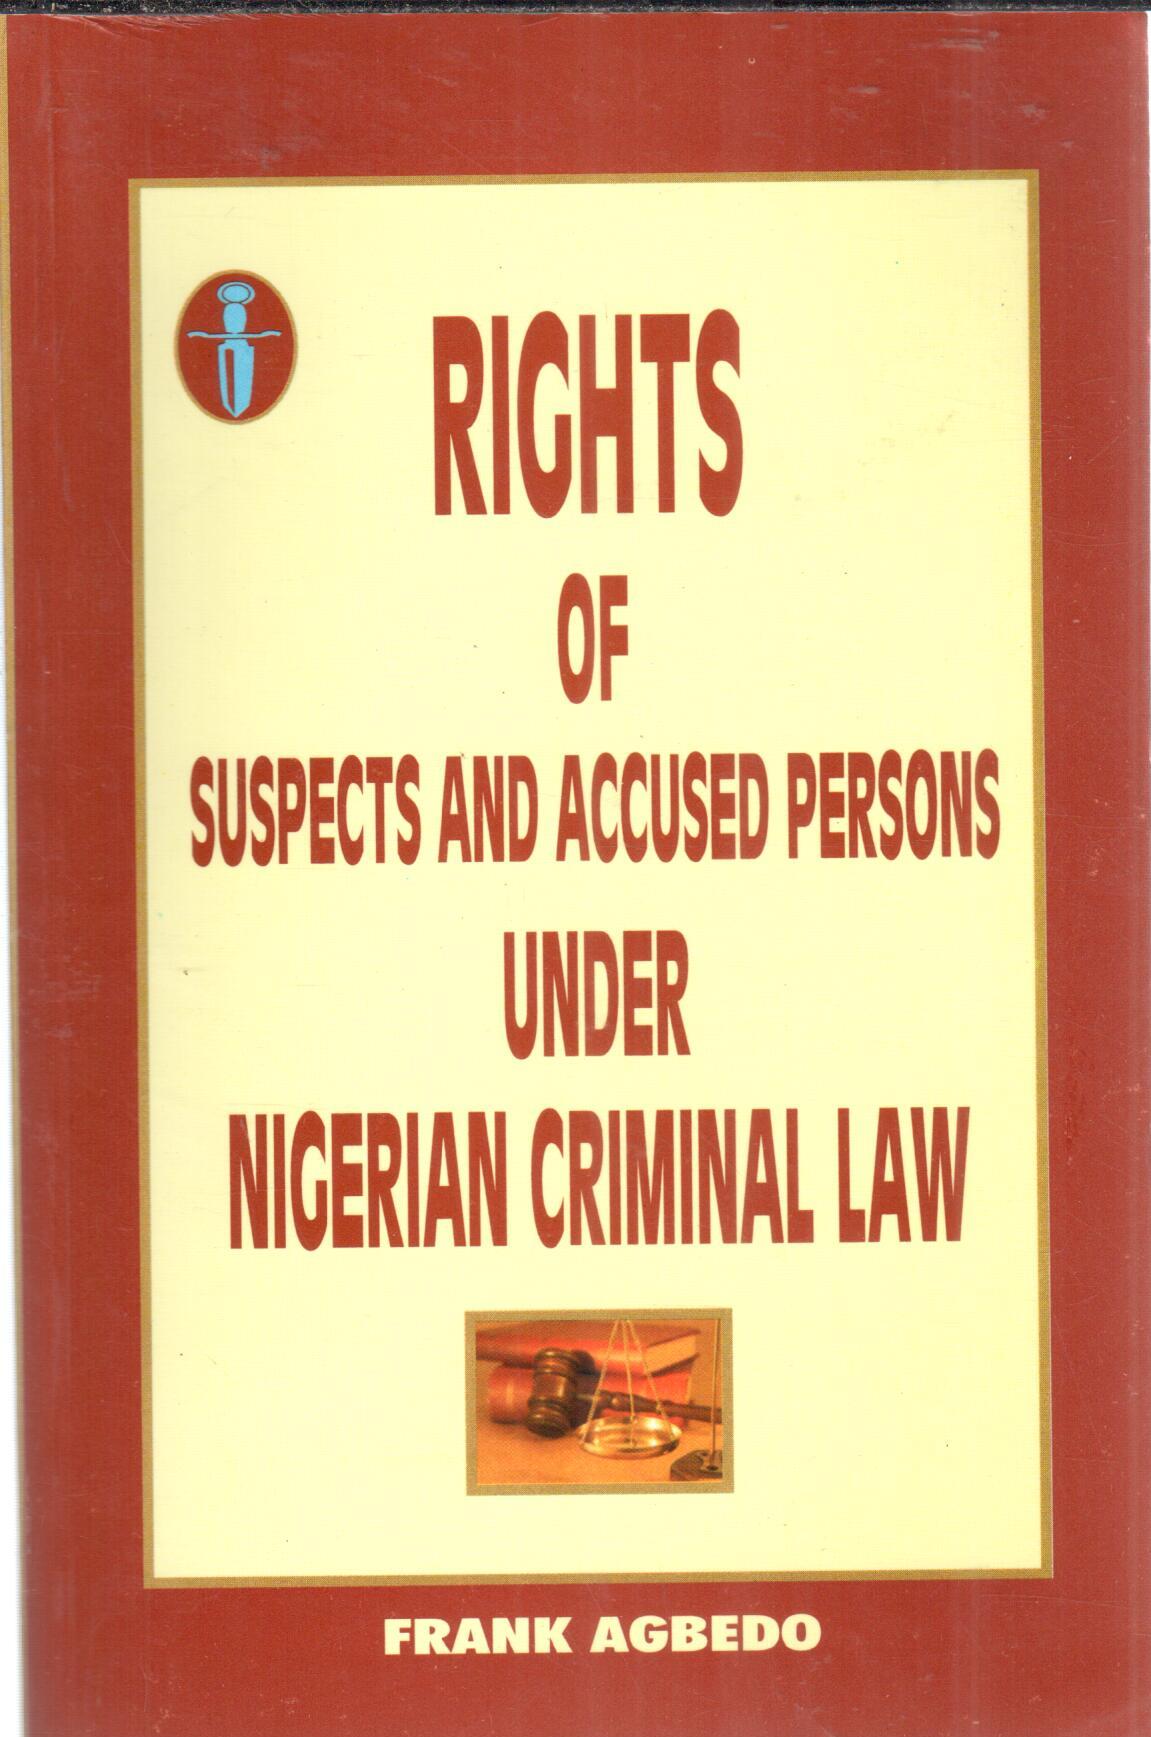 RIGHTS
OF
SUSPECTS AND ACCUSED PERSONS
UNDER
NIGERIAN CRIMINAL LAW
FRANK AGBEDO